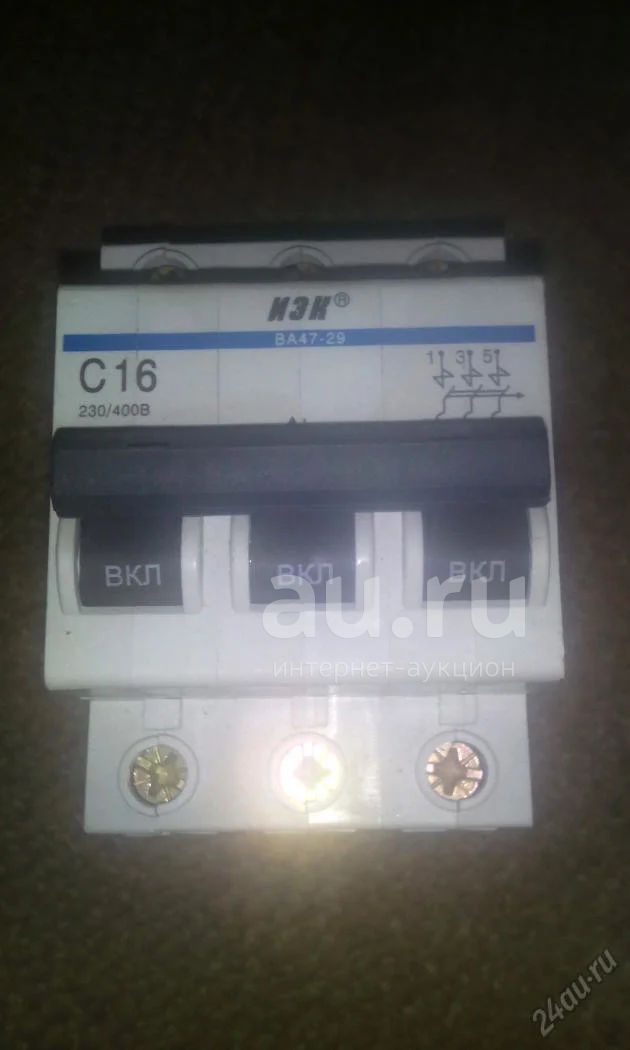 ИЭК®
ВА47-29
C16
230/400В
1 3 5
ВКЛ ВКЛ ВКЛ
au.ru
интернет-аукцион
24au.ru